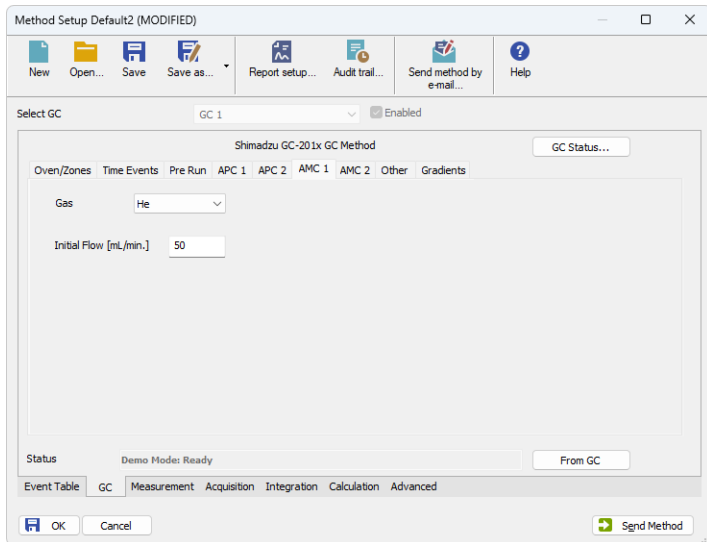 Method Setup Default2 (MODIFIED)
New Open... Save Save as... Report setup... Audit trail... Send method by e-mail... Help
Select GC GC 1 Enabled
Shimadzu GC-201x GC Method GC Status...
Oven/Zones Time Events Pre Run APC 1 APC 2 AMC 1 AMC 2 Other Gradients
Gas He
Initial Flow [mL/min.] 50
Status Demo Mode: Ready From GC
Event Table GC Measurement Acquisition Integration Calculation Advanced
OK Cancel Send Method